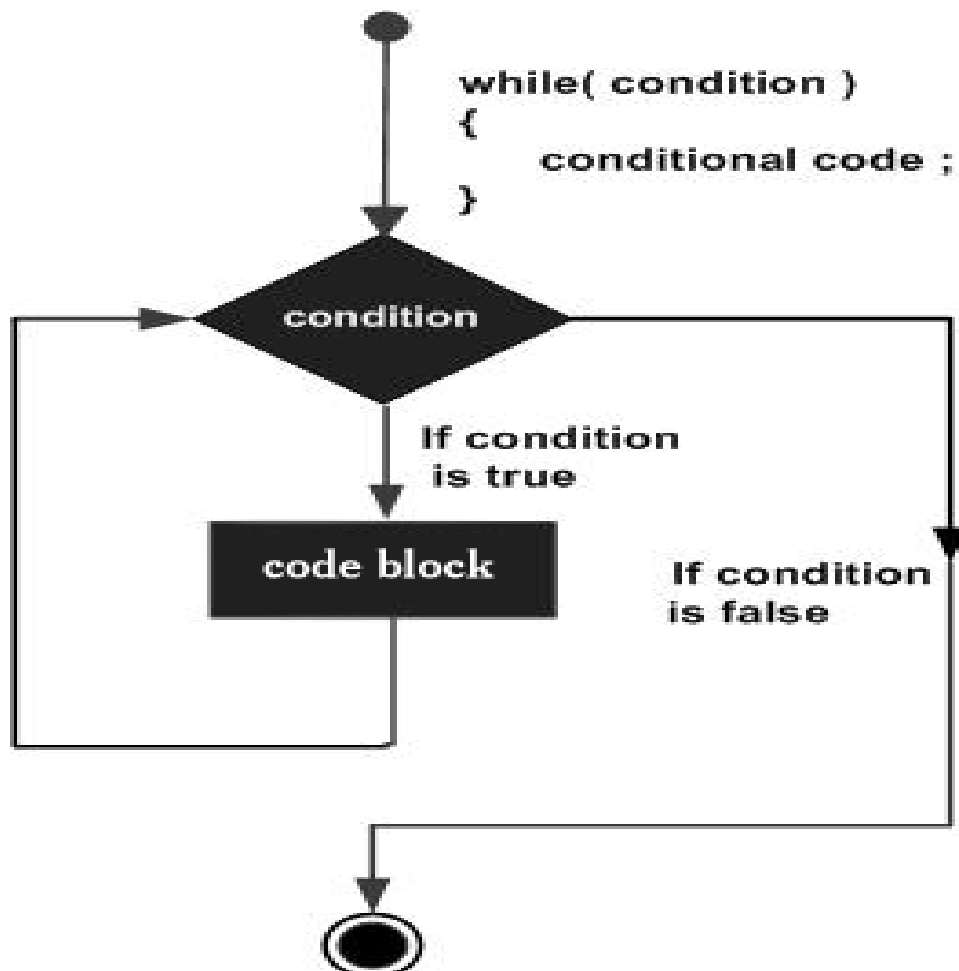 while( condition )
{
conditional code ;
}
condition
If condition
is true
code block
If condition
is false